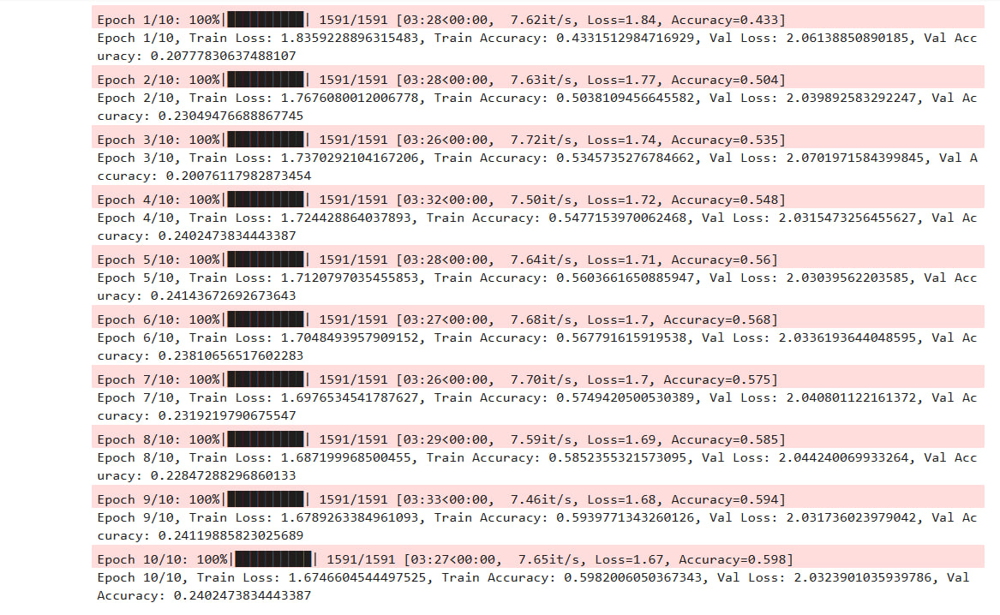 Epoch 1/10: 100%|██████████| 1591/1591 [03:28<00:00,  7.62it/s, Loss=1.84, Accuracy=0.433]
Epoch 1/10, Train Loss: 1.8359228896315483, Train Accuracy: 0.4331512984716929, Val Loss: 2.06138850890185, Val Acc
uracy: 0.20777830637488107
Epoch 2/10: 100%|██████████| 1591/1591 [03:28<00:00,  7.63it/s, Loss=1.77, Accuracy=0.504]
Epoch 2/10, Train Loss: 1.7676080012006778, Train Accuracy: 0.5038109456645582, Val Loss: 2.039892583292247, Val Ac
curacy: 0.23049476688867745
Epoch 3/10: 100%|██████████| 1591/1591 [03:26<00:00,  7.72it/s, Loss=1.74, Accuracy=0.535]
Epoch 3/10, Train Loss: 1.7370292104167206, Train Accuracy: 0.5345735276784662, Val Loss: 2.0701971584399845, Val A
ccuracy: 0.20076117982873454
Epoch 4/10: 100%|██████████| 1591/1591 [03:32<00:00,  7.50it/s, Loss=1.72, Accuracy=0.548]
Epoch 4/10, Train Loss: 1.724428864037893, Train Accuracy: 0.5477153970062468, Val Loss: 2.0315473256455627, Val Ac
curacy: 0.2402473834443387
Epoch 5/10: 100%|██████████| 1591/1591 [03:28<00:00,  7.64it/s, Loss=1.71, Accuracy=0.56]
Epoch 5/10, Train Loss: 1.7120797035455853, Train Accuracy: 0.5603661650885947, Val Loss: 2.03039562203585, Val Acc
uracy: 0.24143672692673643
Epoch 6/10: 100%|██████████| 1591/1591 [03:27<00:00,  7.68it/s, Loss=1.7, Accuracy=0.568]
Epoch 6/10, Train Loss: 1.7048493957909152, Train Accuracy: 0.567791615919538, Val Loss: 2.0336193644048595, Val Ac
curacy: 0.23810656517602283
Epoch 7/10: 100%|██████████| 1591/1591 [03:26<00:00,  7.70it/s, Loss=1.7, Accuracy=0.575]
Epoch 7/10, Train Loss: 1.6976534541787627, Train Accuracy: 0.5749420500530389, Val Loss: 2.040801122161372, Val Ac
curacy: 0.2319219790675547
Epoch 8/10: 100%|██████████| 1591/1591 [03:29<00:00,  7.59it/s, Loss=1.69, Accuracy=0.585]
Epoch 8/10, Train Loss: 1.687199968500455, Train Accuracy: 0.5852355321573095, Val Loss: 2.044240069933264, Val Acc
uracy: 0.22847288296860133
Epoch 9/10: 100%|██████████| 1591/1591 [03:33<00:00,  7.46it/s, Loss=1.68, Accuracy=0.594]
Epoch 9/10, Train Loss: 1.6789263384961093, Train Accuracy: 0.5939771343260126, Val Loss: 2.031736023979042, Val Ac
curacy: 0.24119885823025689
Epoch 10/10: 100%|██████████| 1591/1591 [03:27<00:00,  7.65it/s, Loss=1.67, Accuracy=0.598]
Epoch 10/10, Train Loss: 1.6746604544497525, Train Accuracy: 0.5982006050367343, Val Loss: 2.0323901035939786, Val
Accuracy: 0.2402473834443387